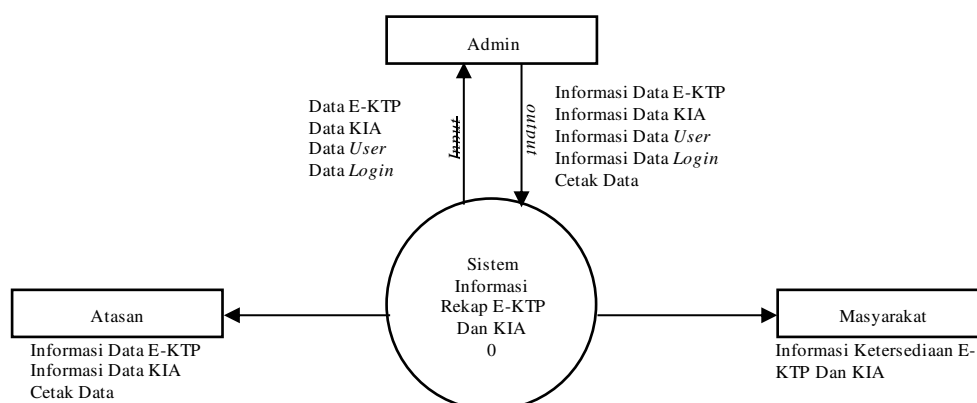 Admin
Data E-KTP
Data KIA
Data User
Data Login
Input
output
Informasi Data E-KTP
Informasi Data KIA
Informasi Data User
Informasi Data Login
Cetak Data
Sistem
Informasi
Rekap E-KTP
Dan KIA
0
Atasan
Informasi Data E-KTP
Informasi Data KIA
Cetak Data
Masyarakat
Informasi Ketersediaan E-
KTP Dan KIA